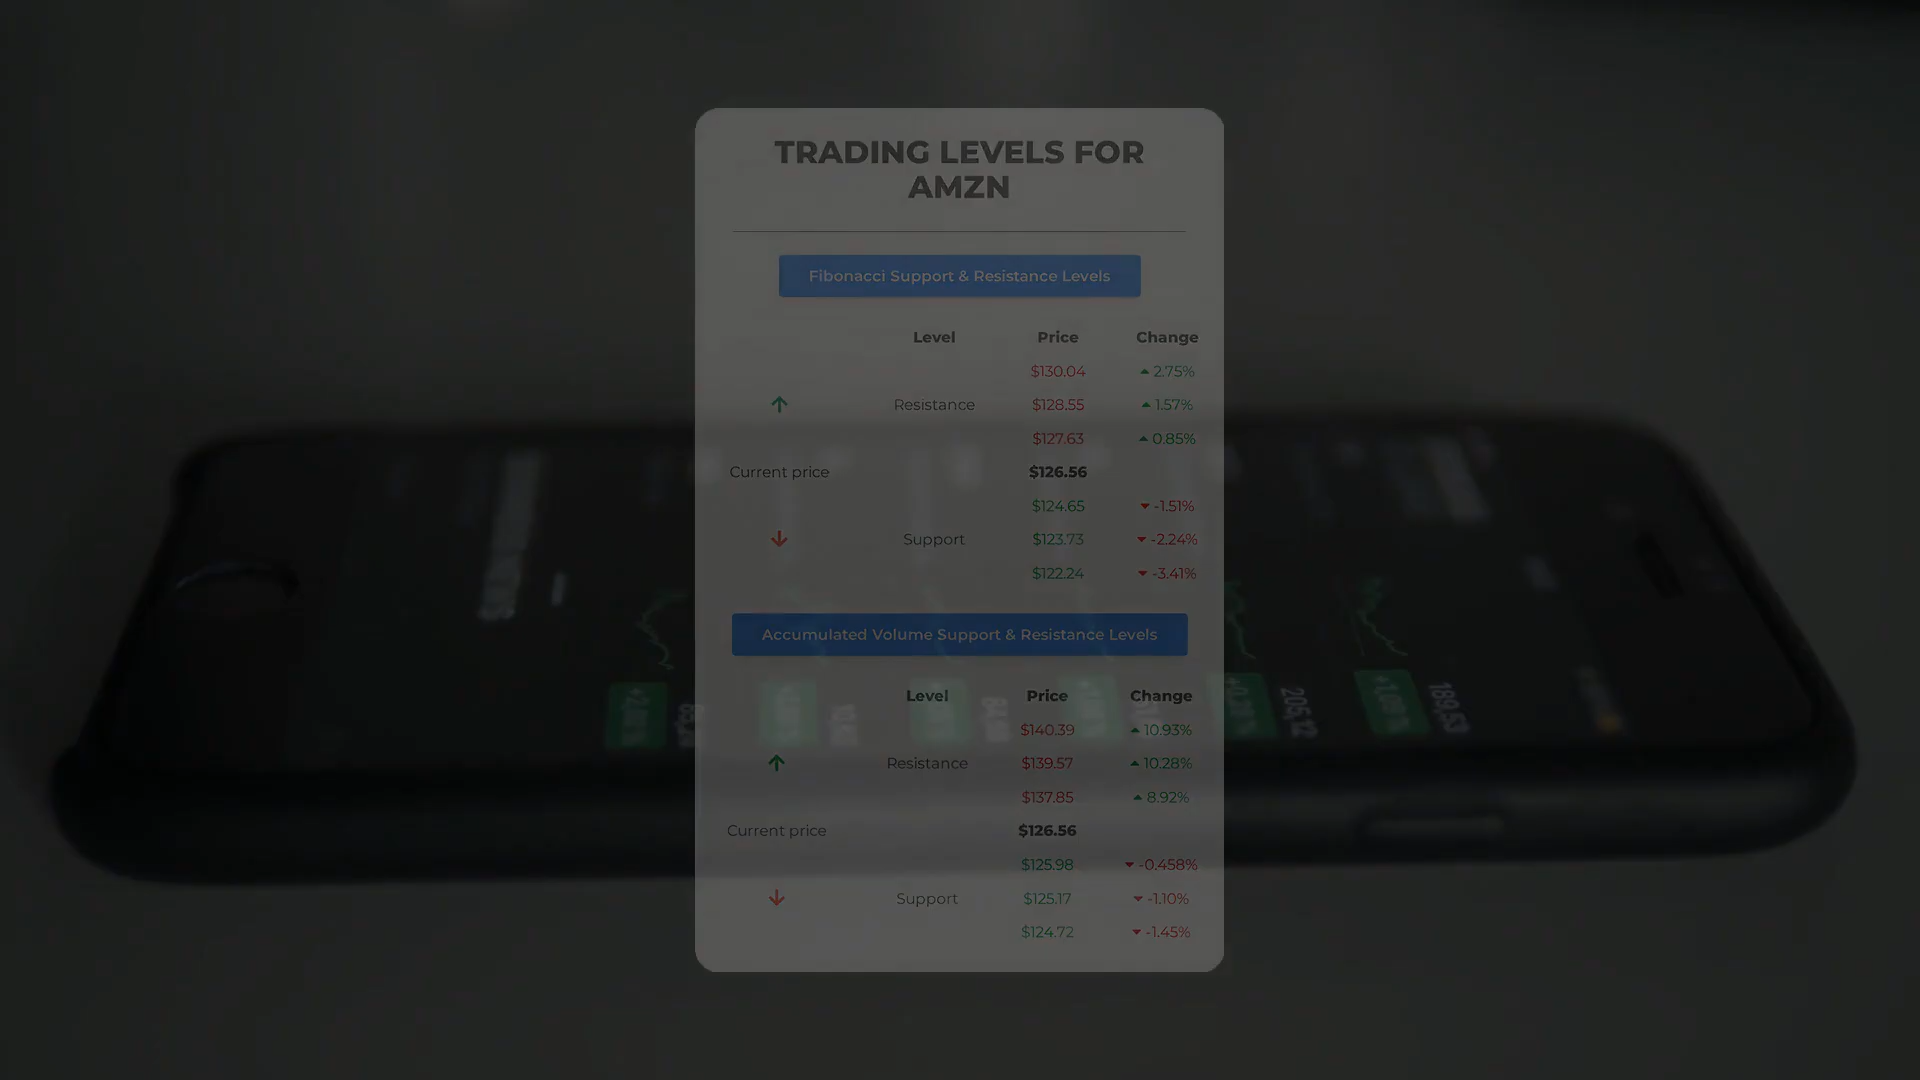 TRADING LEVELS FOR
AMZN
Fibonacci Support & Resistance Levels
Level Price Change
$130.04 2.75%
Resistance $128.55 1.57%
$127.63 0.85%
Current price $126.56
$124.65 -1.51%
Support $123.73 -2.24%
$122.24 -3.41%
Accumulated Volume Support & Resistance Levels
Level Price Change
$140.39 10.93%
Resistance $139.57 10.28%
$137.85 8.92%
Current price $126.56
$125.98 -0.458%
Support $125.17 -1.10%
$124.72 -1.45%
205,12
189,53